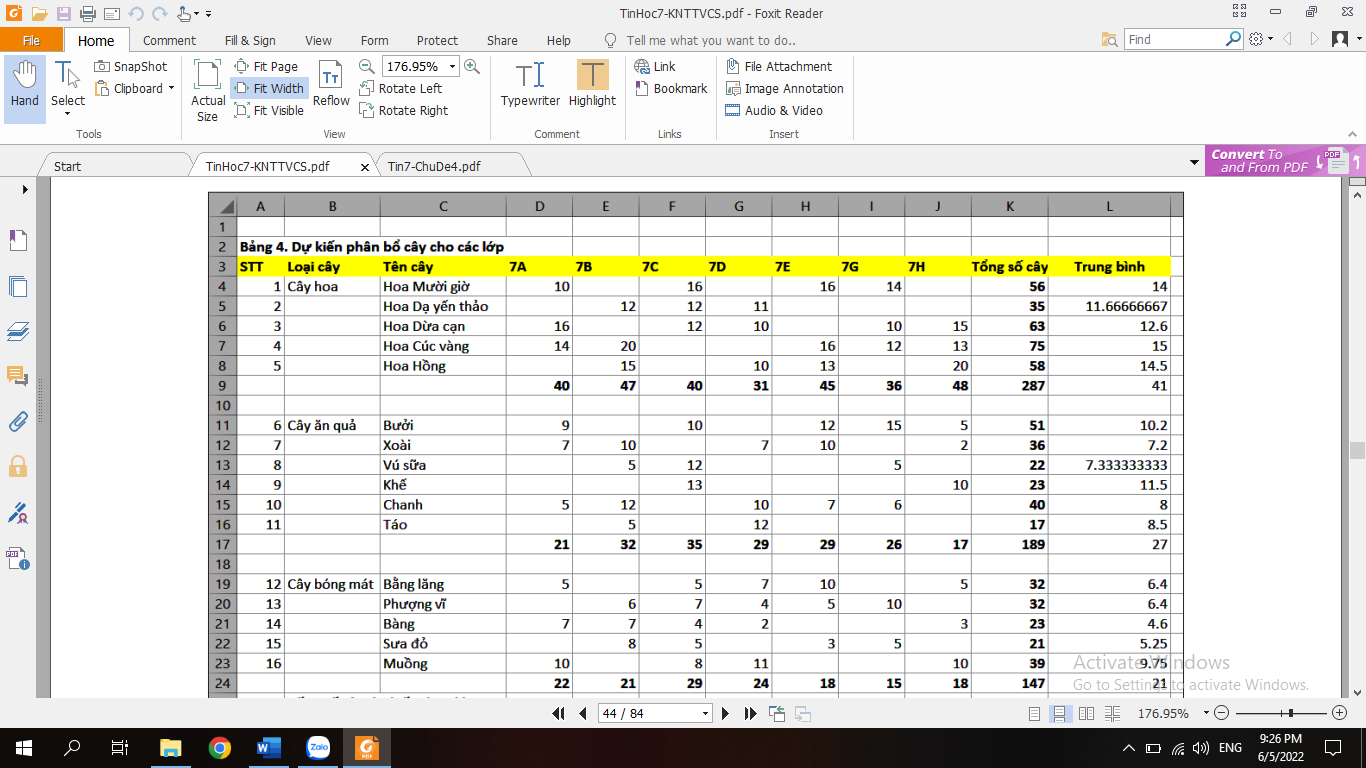 TinHoc7-KNTTVCS.pdf - Foxit Reader
File Home Comment Fill & Sign View Form Protect Share Help Tell me what you want to do.. Find
Hand
Select
SnapShot
Clipboard
Tools
Actual Size
Fit Page
Fit Width
Fit Visible
Reflow
176.95%
Rotate Left
Rotate Right
View
Typewriter
Highlight
Comment
Link
Bookmark
Links
File Attachment
Image Annotation
Audio & Video
Insert
Start TinHoc7-KNTTVCS.pdf Tin7-ChuDe4.pdf
Convert To
and From PDF
A B C D E F G H I J K L
1
2 Bảng 4. Dự kiến phân bổ cây cho các lớp
3 STT Loại cây Tên cây 7A 7B 7C 7D 7E 7G 7H Tổng số cây Trung bình
4 1 Cây hoa Hoa Mười giờ 10 16 16 14 56 14
5 2 Hoa Dạ yến thảo 12 12 11 35 11.66666667
6 3 Hoa Dừa cạn 16 12 10 10 15 63 12.6
7 4 Hoa Cúc vàng 14 20 16 12 13 75 15
8 5 Hoa Hồng 15 10 13 20 58 14.5
9 40 47 40 31 45 36 48 287 41
10
11 6 Cây ăn quả Bưởi 9 10 12 15 5 51 10.2
12 7 Xoài 7 10 7 10 2 36 7.2
13 8 Vú sữa 5 12 5 22 7.333333333
14 9 Khế 13 10 23 11.5
15 10 Chanh 5 12 10 7 6 40 8
16 11 Táo 5 12 17 8.5
17 21 32 35 29 29 26 17 189 27
18
19 12 Cây bóng mát Bằng lăng 5 5 7 10 5 32 6.4
20 13 Phượng vĩ 6 7 4 5 10 32 6.4
21 14 Bàng 7 7 4 2 3 23 4.6
22 15 Sưa đỏ 8 5 3 5 21 5.25
23 16 Muồng 10 8 11 10 39 9.75
24 22 21 29 24 18 15 18 147 21
Activate Windows
Go to Settings to activate Windows.
44 / 84
176.95%
ENG
9:26 PM
6/5/2022